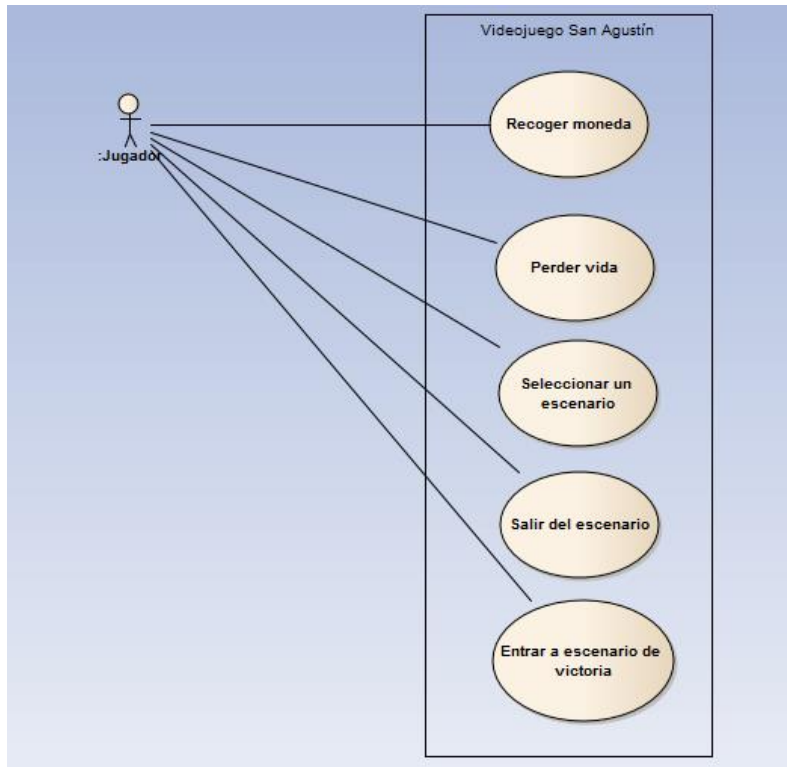 Videojuego San Agustín
Recoger moneda
:Jugador
Perder vida
Seleccionar un
escenario
Salir del escenario
Entrar a escenario de
victoria